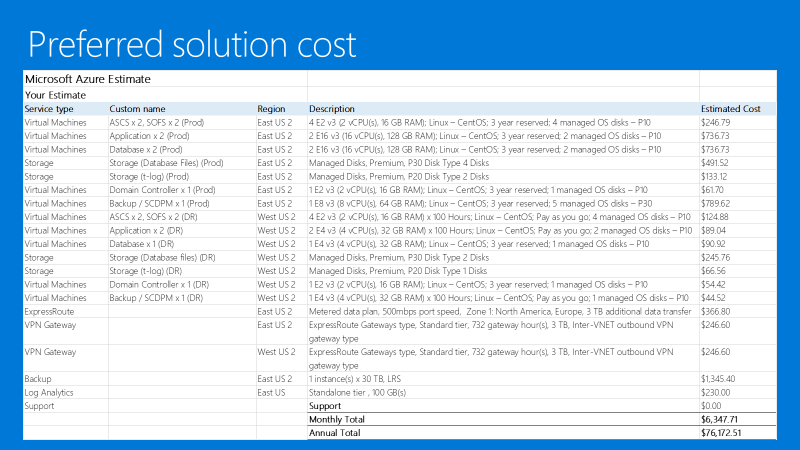 Preferred solution cost
Microsoft Azure Estimate
Your Estimate
Service type Custom name Region Description Estimated Cost
Virtual Machines ASCS x 2, SOFS x 2 (Prod) East US 2 4 E2 v3 (2 vCPU(s), 16 GB RAM); Linux – CentOS; 3 year reserved; 4 managed OS disks – P10 $246.79
Virtual Machines Application x 2 (Prod) East US 2 2 E16 v3 (16 vCPU(s), 128 GB RAM); Linux – CentOS; 3 year reserved; 2 managed OS disks – P10 $736.73
Virtual Machines Database x 2 (Prod) East US 2 2 E16 v3 (16 vCPU(s), 128 GB RAM); Linux – CentOS; 3 year reserved; 2 managed OS disks – P10 $736.73
Storage Storage (Database Files) (Prod) East US 2 Managed Disks, Premium, P30 Disk Type 4 Disks $491.52
Storage Storage (t-log) (Prod) East US 2 Managed Disks, Premium, P20 Disk Type 2 Disks $133.12
Virtual Machines Domain Controller x 1 (Prod) East US 2 1 E2 v3 (2 vCPU(s), 16 GB RAM); Linux – CentOS; 3 year reserved; 1 managed OS disks – P10 $61.70
Virtual Machines Backup / SCDPM x 1 (Prod) East US 2 1 E8 v3 (8 vCPU(s), 64 GB RAM); Linux – CentOS; 3 year reserved; 5 managed OS disks – P30 $789.62
Virtual Machines ASCS x 2, SOFS x 2 (DR) West US 2 4 E2 v3 (2 vCPU(s), 16 GB RAM) x 100 Hours; Linux – CentOS; Pay as you go; 4 managed OS disks – P10 $124.88
Virtual Machines Application x 2 (DR) West US 2 2 E4 v3 (4 vCPU(s), 32 GB RAM) x 100 Hours; Linux – CentOS; Pay as you go; 2 managed OS disks – P10 $89.04
Virtual Machines Database x 1 (DR) West US 2 1 E4 v3 (4 vCPU(s), 32 GB RAM); Linux – CentOS; 3 year reserved; 1 managed OS disks – P10 $90.92
Storage Storage (Database files) (DR) West US 2 Managed Disks, Premium, P30 Disk Type 2 Disks $245.76
Storage Storage (t-log) (DR) West US 2 Managed Disks, Premium, P20 Disk Type 1 Disks $66.56
Virtual Machines Domain Controller x 1 (DR) West US 2 1 E2 v3 (2 vCPU(s), 16 GB RAM); Linux – CentOS; 3 year reserved; 1 managed OS disks – P10 $54.42
Virtual Machines Backup / SCDPM x 1 (DR) West US 2 1 E4 v3 (4 vCPU(s), 32 GB RAM) x 100 Hours; Linux – CentOS; Pay as you go; 1 managed OS disks – P10 $44.52
ExpressRoute East US 2 Metered data plan, 500mbps port speed, Zone 1: North America, Europe, 3 TB additional data transfer $366.80
VPN Gateway East US 2 ExpressRoute Gateways type, Standard tier, 732 gateway hour(s), 3 TB, Inter-VNET outbound VPN $246.60
gateway type
VPN Gateway West US 2 ExpressRoute Gateways type, Standard tier, 732 gateway hour(s), 3 TB, Inter-VNET outbound VPN $246.60
gateway type
Backup East US 2 1 instance(s) x 30 TB, LRS $1,345.40
Log Analytics East US Standalone tier , 100 GB(s) $230.00
Support Support $0.00
Monthly Total $6,347.71
Annual Total $76,172.51